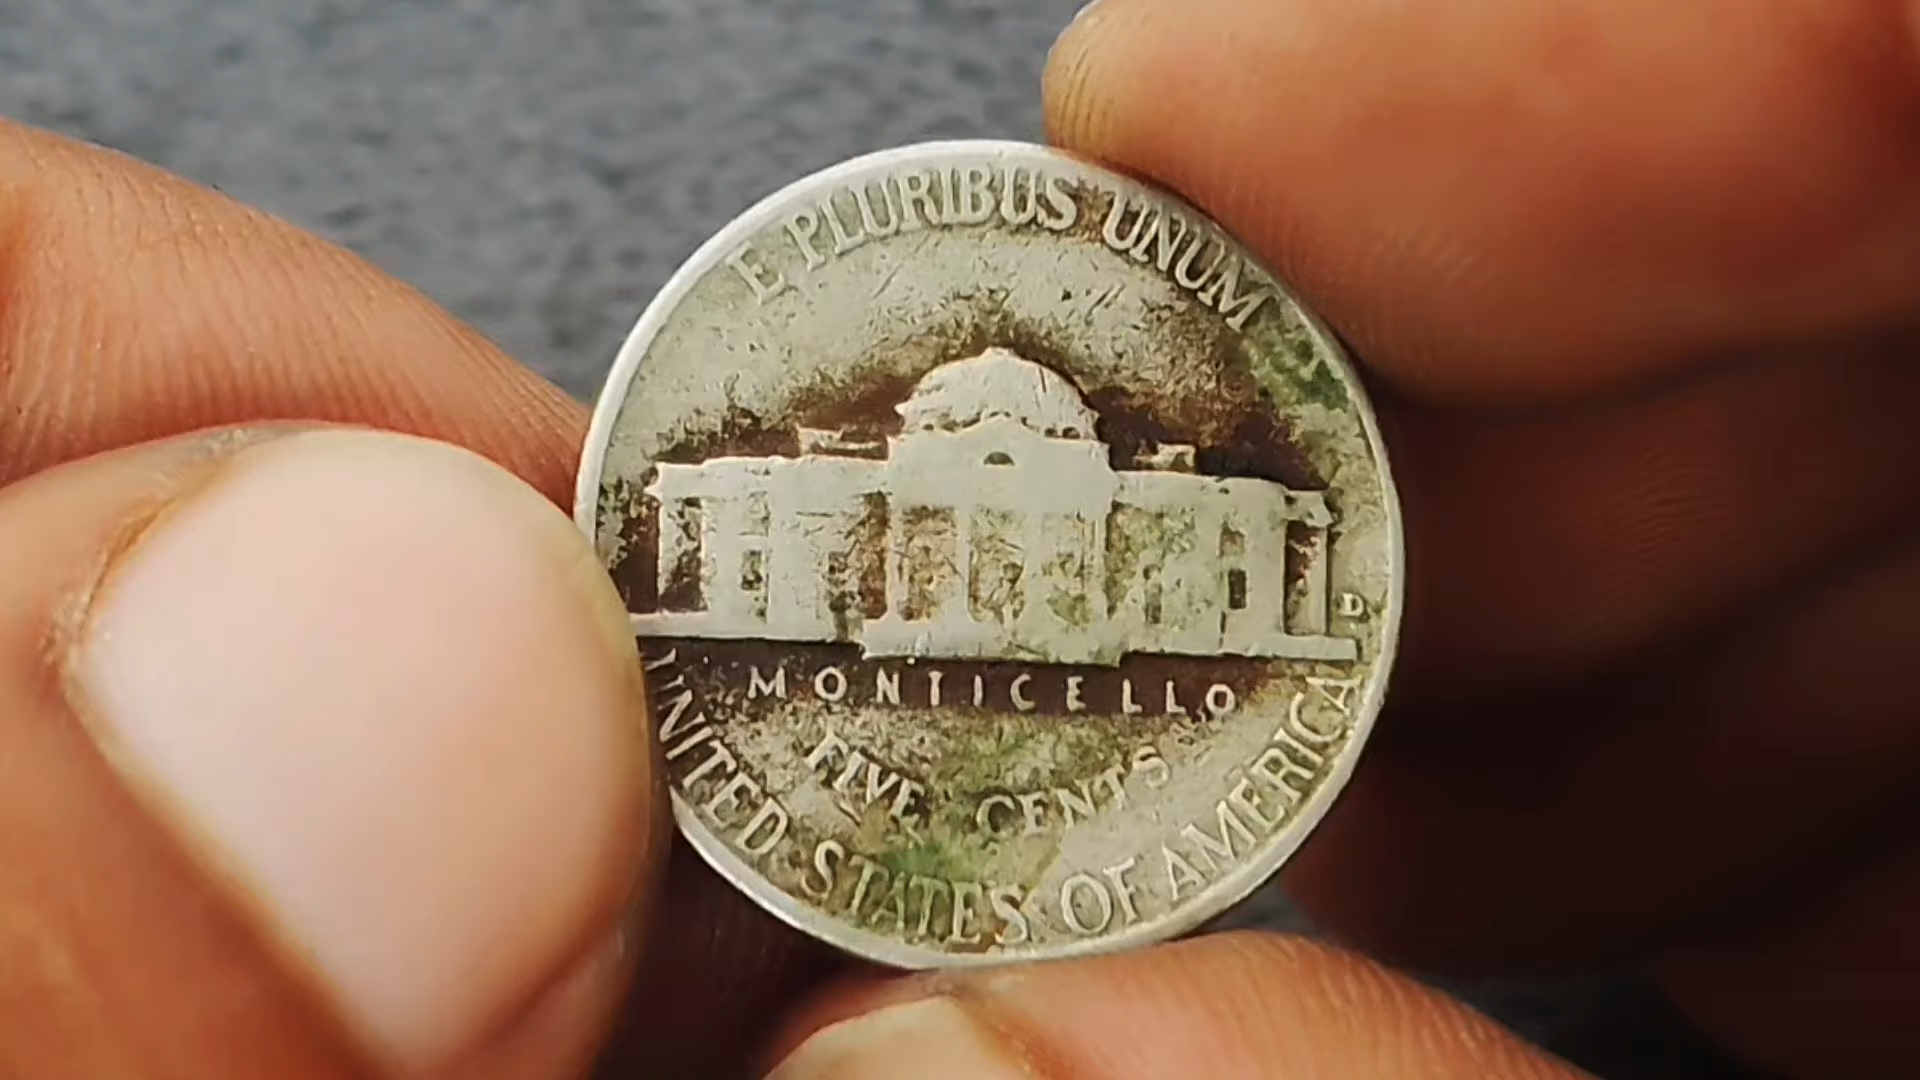 E PLURIBUS UNUM
D
MONTICELLO
FIVE CENTS
UNITED STATES OF AMERICA